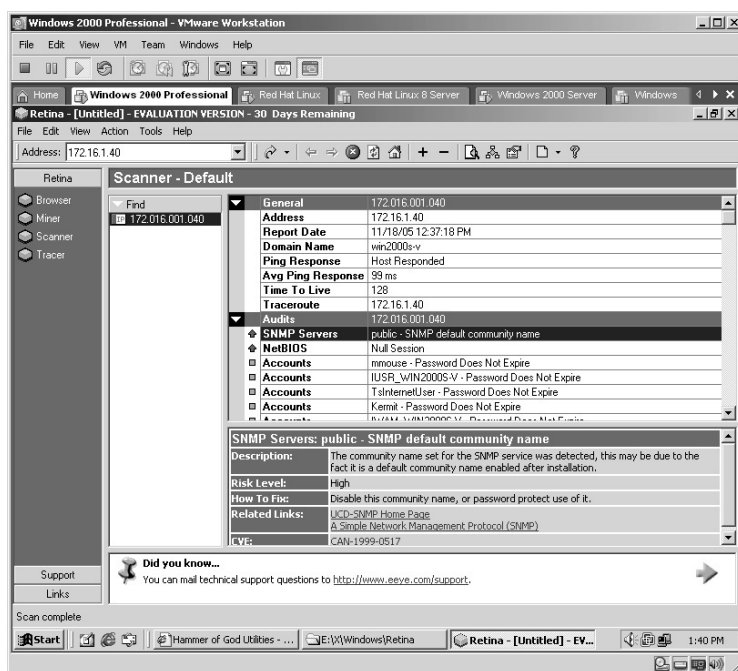 Windows 2000 Professional - VMware Workstation
File Edit View VM Team Windows Help
Home Windows 2000 Professional Red Hat Linux Red Hat Linux 8 Server Windows 2000 Server Windows
Retina - [Untitled] - EVALUATION VERSION - 30 Days Remaining
File Edit View Action Tools Help
Address: 172.16.1.40
Retina
Browser
Miner
Scanner
Tracer
Scanner - Default
Find
172.016.001.040
General 172.016.001.040
Address 172.16.1.40
Report Date 11/18/05 12:37:18 PM
Domain Name win2000s-v
Ping Response Host Responded
Avg Ping Response 99 ms
Time To Live 128
Traceroute 172.16.1.40
Audits 172.016.001.040
SNMP Servers public - SNMP default community name
NetBIOS Null Session
Accounts mmouse - Password Does Not Expire
Accounts IUSR_WIN2000S-V - Password Does Not Expire
Accounts TsInternetUser - Password Does Not Expire
Accounts Kermit - Password Does Not Expire
SNMP Servers: public - SNMP default community name
Description: The community name set for the SNMP service was detected, this may be due to the
fact it is a default community name enabled after installation.
Risk Level: High
How To Fix: Disable this community name, or password protect use of it.
Related Links: UCD-SNMP Home Page
A Simple Network Management Protocol (SNMP)
CVE: CAN-1999-0517
Support
Links
Did you know...
You can mail technical support questions to http://www.eeye.com/support.
Scan complete
Start Hammer of God Utilities - ... E:\X\Windows\Retina Retina - [Untitled] - EV... 1:40 PM